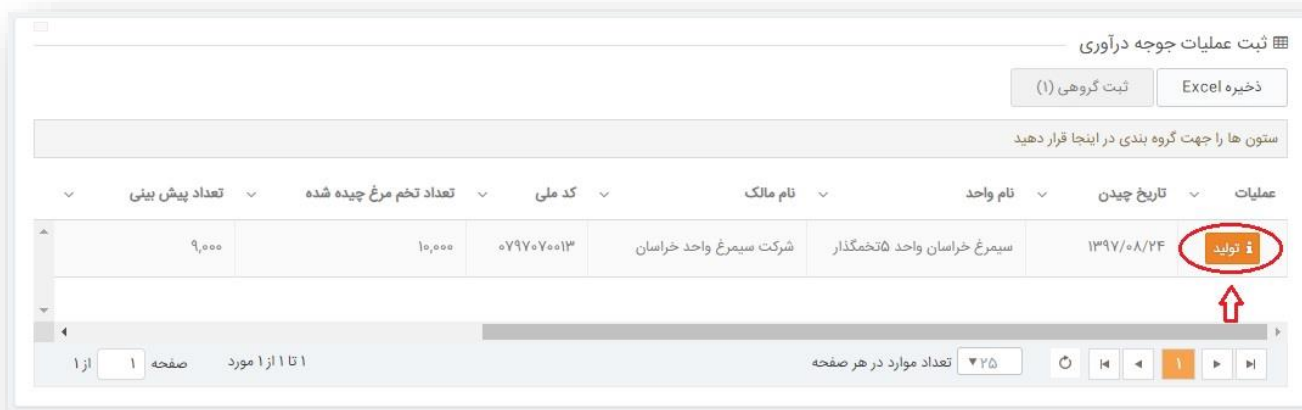 ثبت عملیات جوجه درآوری
ذخیره Excel ثبت گروهی (۱)
ستون ها را جهت گروه بندی در اینجا قرار دهید
عملیات تاریخ چیدن نام واحد نام مالک کد ملی تعداد تخم مرغ چیده شده تعداد پیش بینی
تولید ۱۳۹۷/۰۸/۲۴ سیمرغ خراسان واحد ۵تخمگذار شرکت سیمرغ واحد خراسان ۰۷۹۷۰۷۰۰۱۳ ۱۰,۰۰۰ ۹,۰۰۰
۱ ۲۵ تعداد موارد در هر صفحه ۱ تا ۱ از ۱ مورد صفحه ۱ از ۱